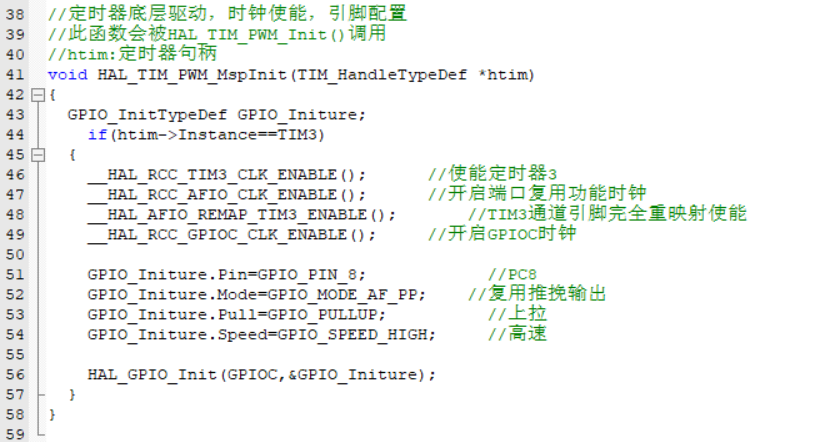 38 //定时器底层驱动，时钟使能，引脚配置
39 //此函数会被HAL_TIM_PWM_Init()调用
40 //htim:定时器句柄
41 void HAL_TIM_PWM_MspInit(TIM_HandleTypeDef *htim)
42 {
43 GPIO_InitTypeDef GPIO_Initure;
44 if(htim->Instance==TIM3)
45 {
46 __HAL_RCC_TIM3_CLK_ENABLE(); //使能定时器3
47 __HAL_RCC_AFIO_CLK_ENABLE(); //开启端口复用功能时钟
48 __HAL_AFIO_REMAP_TIM3_ENABLE(); //TIM3通道引脚完全重映射使能
49 __HAL_RCC_GPIOC_CLK_ENABLE(); //开启GPIOC时钟
50
51 GPIO_Initure.Pin=GPIO_PIN_8; //PC8
52 GPIO_Initure.Mode=GPIO_MODE_AF_PP; //复用推挽输出
53 GPIO_Initure.Pull=GPIO_PULLUP; //上拉
54 GPIO_Initure.Speed=GPIO_SPEED_HIGH; //高速
55
56 HAL_GPIO_Init(GPIOC,&GPIO_Initure);
57 }
58 }
59